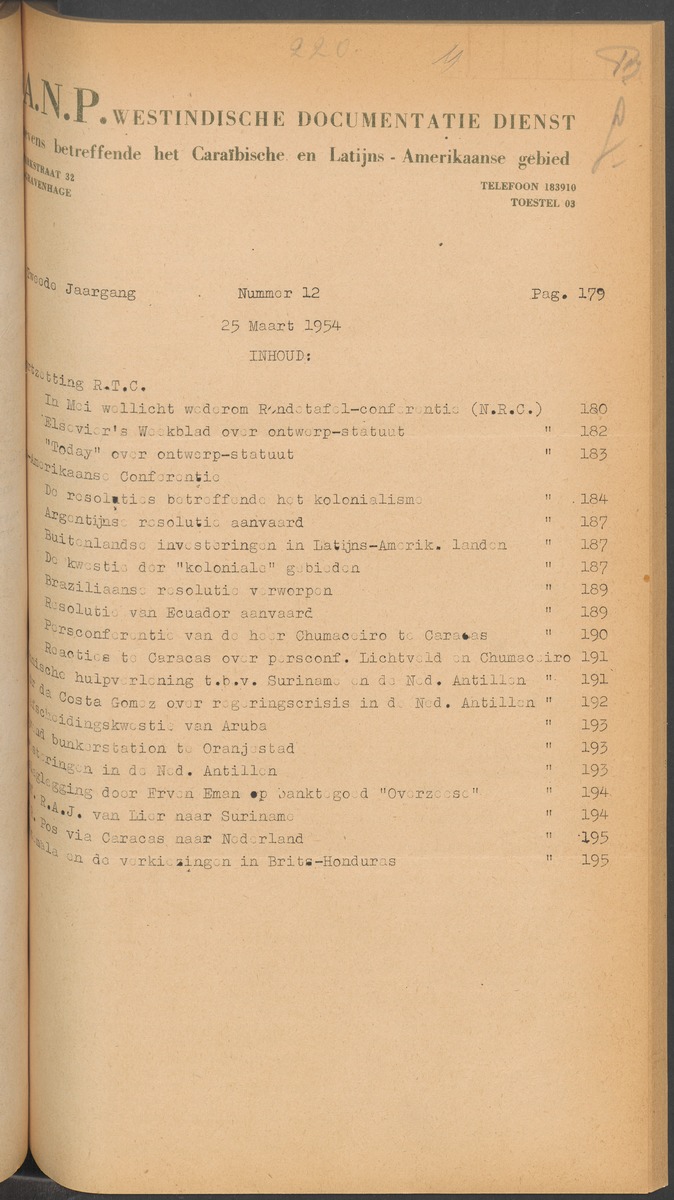 220.
A.N.P. WESTINDISCHE DOCUMENTATIE DIENST
betreffende het Caraïbische en Latijns - Amerikaanse gebied
32
TELEFOON 183910
TOESTEL 03
Jaargang Nummer 12 Pag. 179
25 Maart 1954
INHOUD:
R.T.C.
In Mei wellicht wederom Rondetafel-conferentie (N.R.C.) 180
Elsevier's Weekblad over ontwerp-statuut " 182
"Today" over ontwerp-statuut " 183
Conferentie
De resoluties betreffende het kolonialisme " 184
Argentijnse resolutie aanvaard " 187
Buitenlandse investeringen in Latijns-Amerik. landen " 187
De kwestie der "koloniale" gebieden " 187
Braziliaanse resolutie verworpen " 189
Resolutie van Ecuador aanvaard " 189
Persconferentie van de heer Chumaceiro te Caracas " 190
Reacties te Caracas over persconf. Lichtveld en Chumaceiro 191
hulpverlening t.b.v. Suriname en de Ned. Antillen " 191
da Costa Gomez over regeringscrisis in de Ned. Antillen " 192
van Aruba " 193
bunkerstation te Oranjestad " 193
in de Ned. Antillen " 193
door Erven Eman op banktegoed "Overzeese" " 194
R.A.J. van Lier naar Suriname " 194
Pos via Caracas naar Nederland " 195
en de verkiezingen in Brits-Honduras " 195